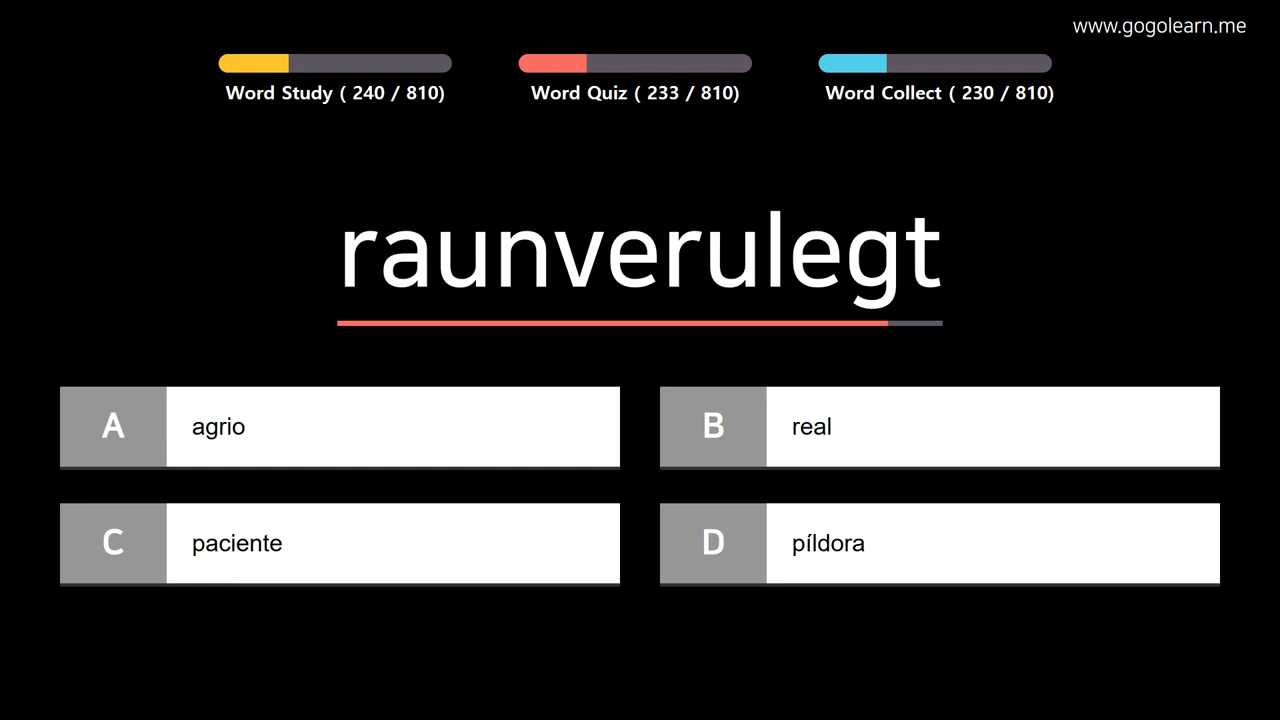 www.gogolearn.me
Word Study ( 240 / 810)
Word Quiz ( 233 / 810)
Word Collect ( 230 / 810)
raunverulegt
A agrio
B real
C paciente
D píldora